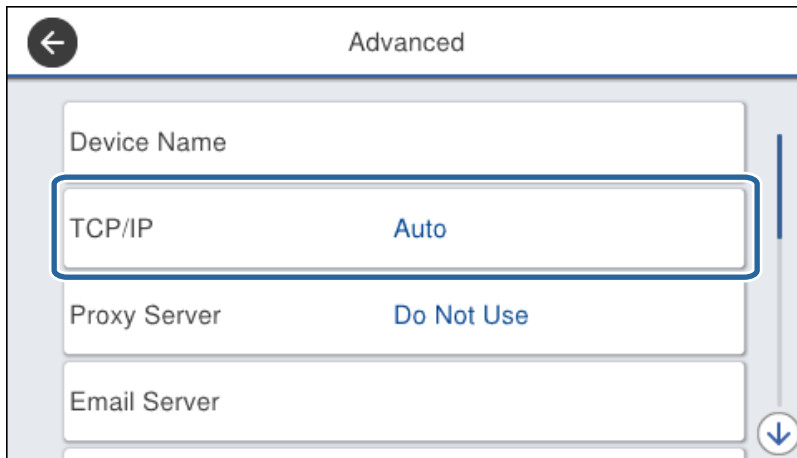 Advanced
Device Name
TCP/IP Auto
Proxy Server Do Not Use
Email Server